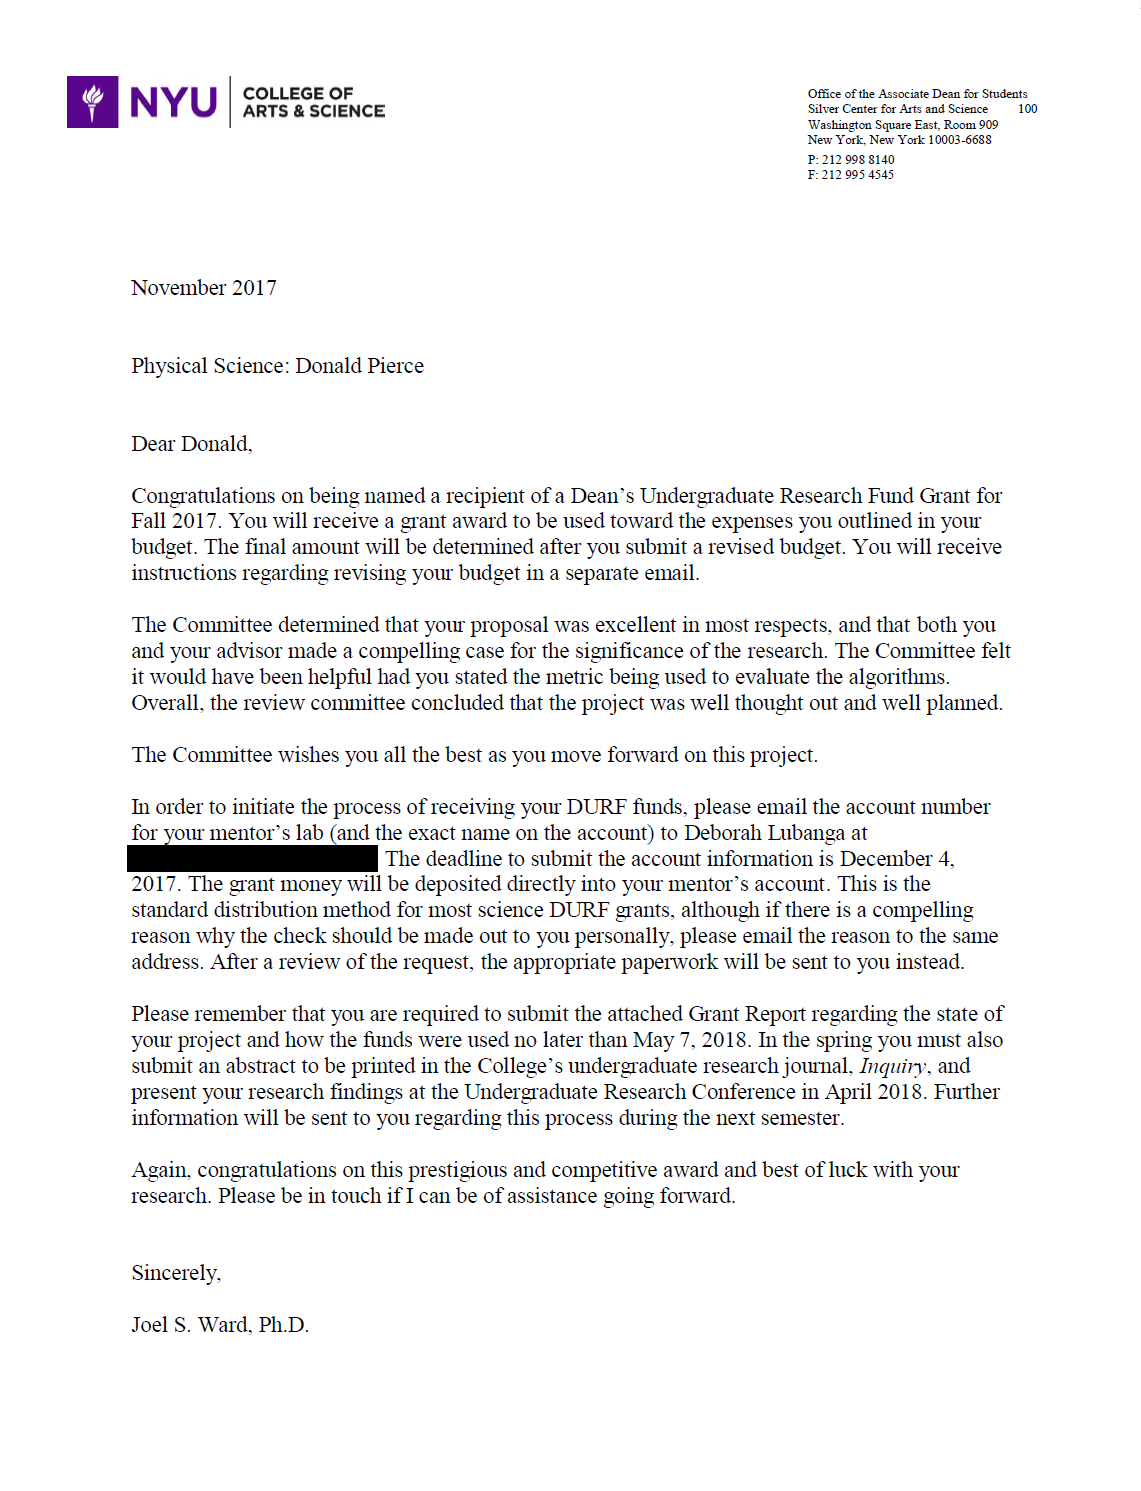 NYU
COLLEGE OF
ARTS & SCIENCE
Office of the Associate Dean for Students
Silver Center for Arts and Science 100
Washington Square East, Room 909
New York, New York 10003-6688
P: 212 998 8140
F: 212 995 4545
November 2017
Physical Science: Donald Pierce
Dear Donald,
Congratulations on being named a recipient of a Dean’s Undergraduate Research Fund Grant for
Fall 2017. You will receive a grant award to be used toward the expenses you outlined in your
budget. The final amount will be determined after you submit a revised budget. You will receive
instructions regarding revising your budget in a separate email.
The Committee determined that your proposal was excellent in most respects, and that both you
and your advisor made a compelling case for the significance of the research. The Committee felt
it would have been helpful had you stated the metric being used to evaluate the algorithms.
Overall, the review committee concluded that the project was well thought out and well planned.
The Committee wishes you all the best as you move forward on this project.
In order to initiate the process of receiving your DURF funds, please email the account number
for your mentor’s lab (and the exact name on the account) to Deborah Lubanga at
The deadline to submit the account information is December 4,
2017. The grant money will be deposited directly into your mentor’s account. This is the
standard distribution method for most science DURF grants, although if there is a compelling
reason why the check should be made out to you personally, please email the reason to the same
address. After a review of the request, the appropriate paperwork will be sent to you instead.
Please remember that you are required to submit the attached Grant Report regarding the state of
your project and how the funds were used no later than May 7, 2018. In the spring you must also
submit an abstract to be printed in the College’s undergraduate research journal, Inquiry, and
present your research findings at the Undergraduate Research Conference in April 2018. Further
information will be sent to you regarding this process during the next semester.
Again, congratulations on this prestigious and competitive award and best of luck with your
research. Please be in touch if I can be of assistance going forward.
Sincerely,
Joel S. Ward, Ph.D.